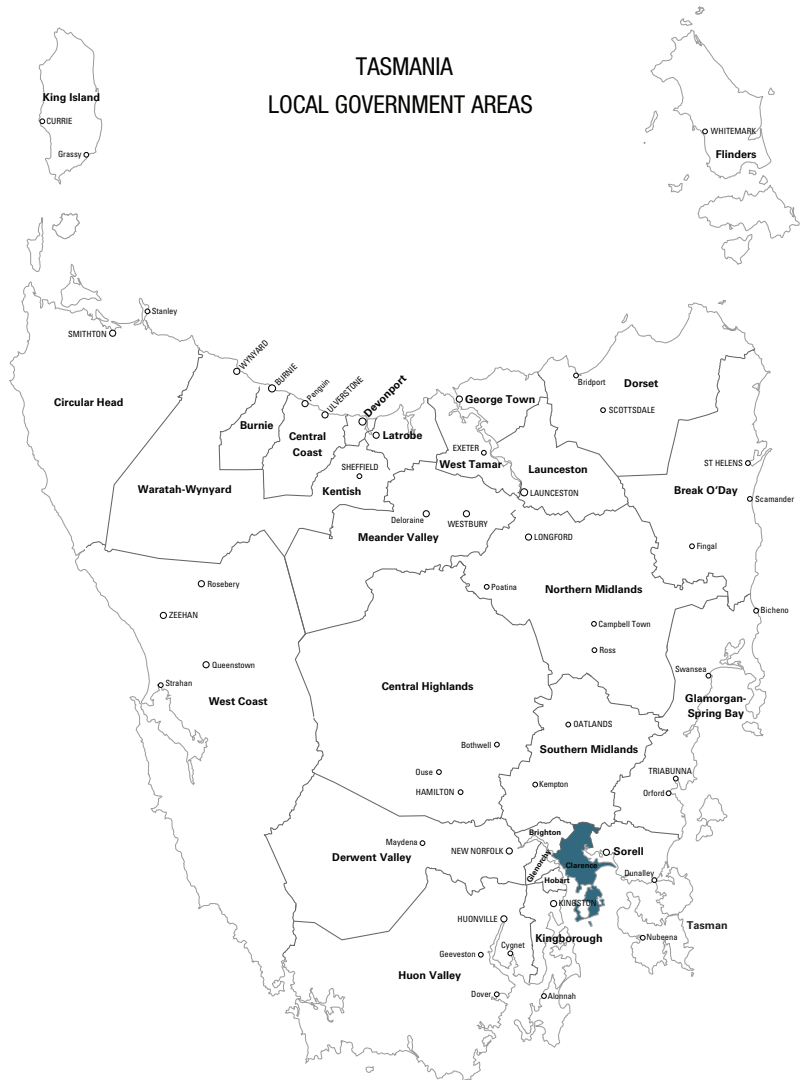 TASMANIA
LOCAL GOVERNMENT AREAS
King Island
CURRIE
Grassy
WHITEMARK
Flinders
Stanley
SMITHTON
WYNYARD
BURNIE
Penguin
ULVERSTONE
Devonport
Circular Head
Burnie
Central
Coast
Latrobe
George Town
Bridport
Dorset
SCOTTSDALE
EXETER
West Tamar
SHEFFIELD
Kentish
Launceston
LAUNCESTON
ST HELENS
Break O'Day
Scamander
Waratah-Wynyard
Deloraine
WESTBURY
Meander Valley
LONGFORD
Fingal
Rosebery
Poatina
Northern Midlands
ZEEHAN
Campbell Town
Bicheno
Ross
Queenstown
Strahan
West Coast
Central Highlands
Swansea
Glamorgan-
Spring Bay
OATLANDS
Bothwell
Southern Midlands
Ouse
HAMILTON
Kempton
TRIABUNNA
Orford
Brighton
Maydena
Derwent Valley
NEW NORFOLK
Glenorchy
Clarence
Sorell
Hobart
Dunalley
KINGSTON
HUONVILLE
Tasman
Kingborough
Nubeena
Cygnet
Geeveston
Huon Valley
Dover
Alonnah